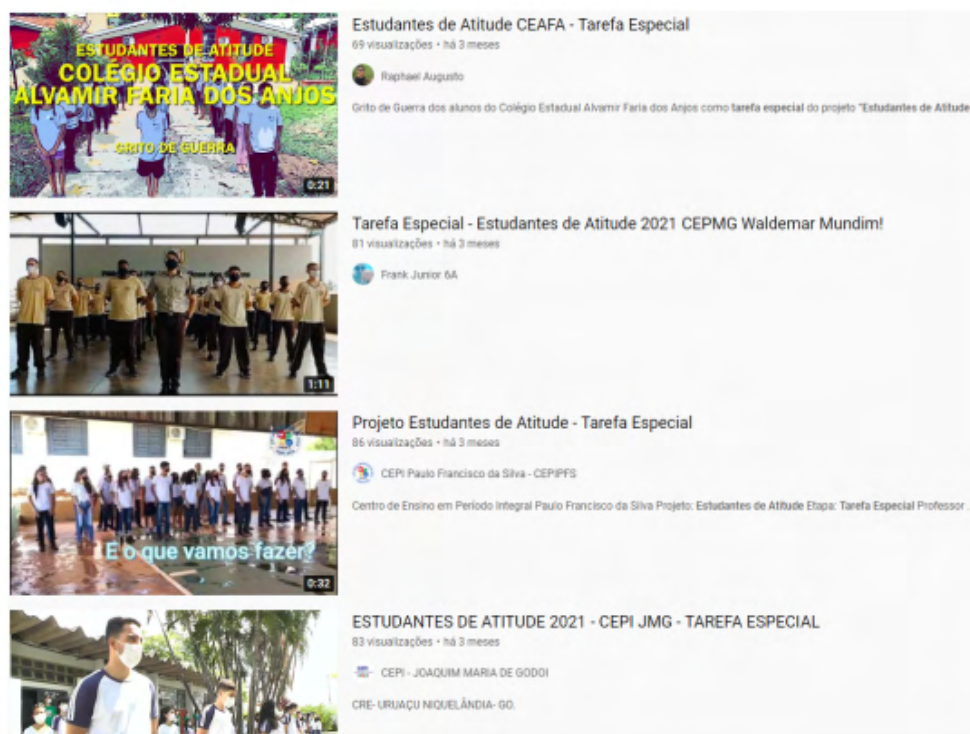 ESTUDANTES DE ATITUDE
COLÉGIO ESTADUAL
ALVAMIR FARIA DOS ANJOS
GRITO DE GUERRA
0:21
Estudantes de Atitude CEAFA - Tarefa Especial
69 visualizações • há 3 meses
Raphael Augusto
Grito de Guerra dos alunos do Colégio Estadual Alvamir Faria dos Anjos como tarefa especial do projeto "Estudantes de Atitude
1:11
Tarefa Especial - Estudantes de Atitude 2021 CEPMG Waldemar Mundim!
81 visualizações • há 3 meses
Frank Junior 6A
E o que vamos fazer?
0:32
Projeto Estudantes de Atitude - Tarefa Especial
86 visualizações • há 3 meses
CEPI Paulo Francisco da Silva - CEPIPFS
Centro de Ensino em Período Integral Paulo Francisco da Silva Projeto: Estudantes de Atitude Etapa: Tarefa Especial Professor
ESTUDANTES DE ATITUDE 2021 - CEPI JMG - TAREFA ESPECIAL
83 visualizações • há 3 meses
CEPI - JOAQUIM MARIA DE GODOI
CRE- URUAÇU NIQUELÂNDIA- GO.